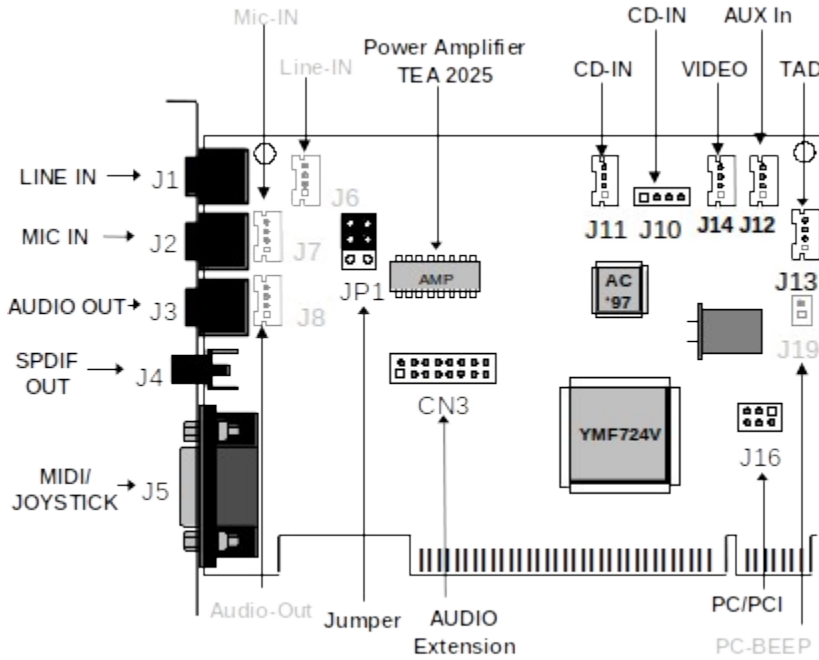 Mic-IN
CD-IN
AUX In
Power Amplifier
TEA 2025
Line-IN
CD-IN
VIDEO
TAD
LINE IN
J1
J6
J11
J10
J14
J12
MIC IN
J2
J7
JP1
AMP
AC
'97
J13
AUDIO OUT
J3
J8
J19
SPDIF
OUT
J4
CN3
YMF724V
J16
MIDI/
JOYSTICK
J5
Audio-Out
Jumper
AUDIO
Extension
PC/PCI
PC-BEEP